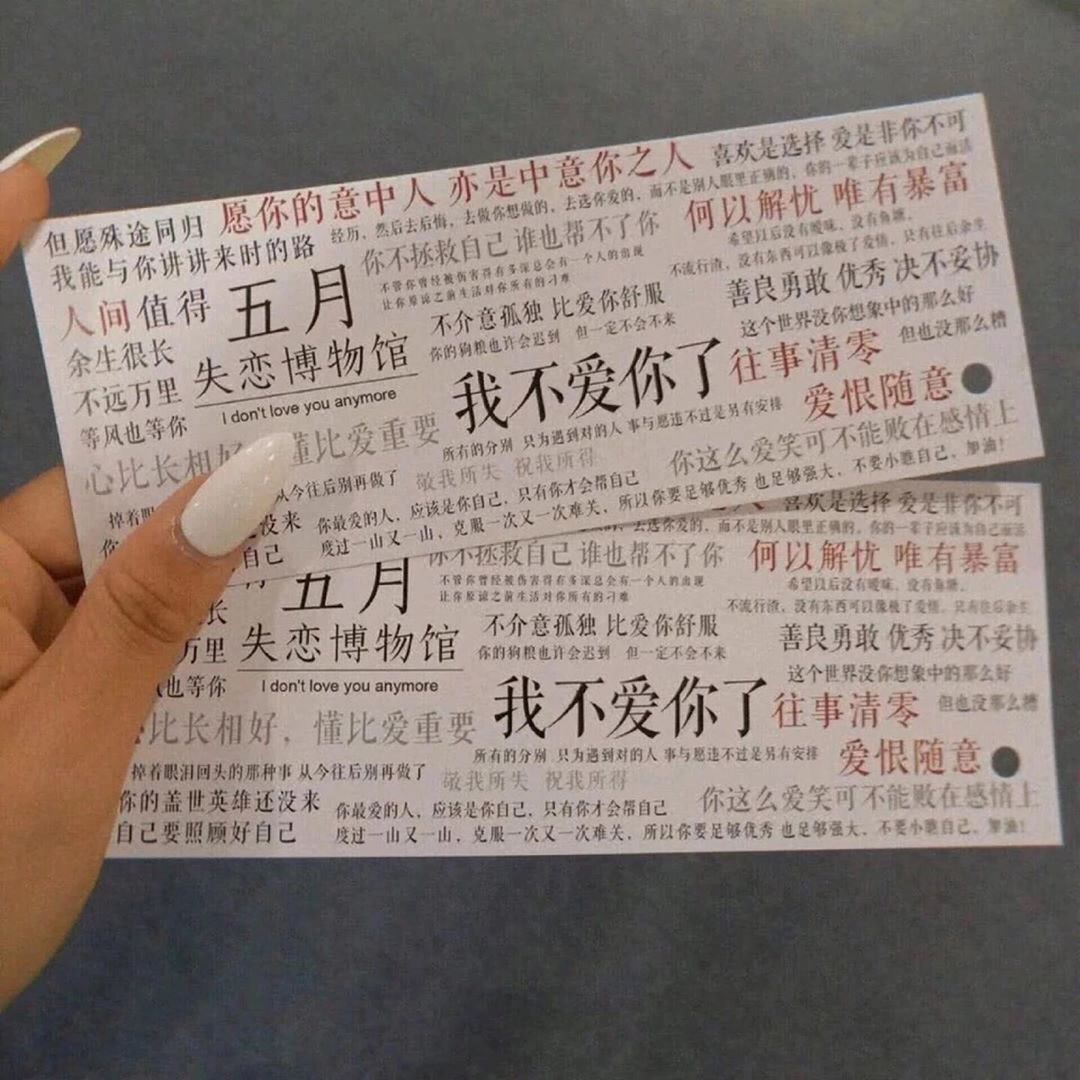 但愿殊途同归
愿你的意中人 亦是中意你之人
喜欢是选择 爱是非你不可
我能与你讲讲来时的路
经历，然后去后悔，去做你想做的，去选你爱的，而不是别人眼里正确的，你的一辈子应该为自己而活
你不拯救自己 谁也帮不了你
何以解忧 唯有暴富
人间值得
五月
不管你曾经被伤害得有多深总会有一个人的出现
让你原谅之前生活对你所有的刁难
希望以后没有暧昧，没有鱼塘，
不流行渣，没有东西可以像极了爱情，只有往后余生
余生很长
失恋博物馆
不介意孤独 比爱你舒服
善良勇敢 优秀 决不妥协
不远万里
I don't love you anymore
你的狗粮也许会迟到 但一定不会不来
这个世界没你想象中的那么好
等风也等你
我不爱你了
往事清零
但也没那么糟
心比长相好
懂比爱重要
所有的分别 只为遇到对的人 事与愿违不过是另有安排
爱恨随意
掉着眼
从今往后别再做了
敬我所失 祝我所得
你这么爱笑可不能败在感情上
你
没来
你最爱的人，应该是你自己，只有你才会帮自己
自己
度过一山又一山，克服一次又一次难关，所以你要足够优秀 也足够强大，不要小瞧自己，加油！
喜欢是选择 爱是非你不可
去选你爱的，而不是别人眼里正确的，你的一辈子应该为自己而活
你不拯救自己 谁也帮不了你
何以解忧 唯有暴富
五月
不管你曾经被伤害得有多深总会有一个人的出现
让你原谅之前生活对你所有的刁难
希望以后没有暧昧，没有鱼塘，
不流行渣，没有东西可以像极了爱情，只有往后余生
长
失恋博物馆
不介意孤独 比爱你舒服
善良勇敢 优秀 决不妥协
万里
I don't love you anymore
你的狗粮也许会迟到 但一定不会不来
这个世界没你想象中的那么好
也等你
我不爱你了
往事清零
但也没那么糟
比长相好，懂比爱重要
所有的分别 只为遇到对的人 事与愿违不过是另有安排
爱恨随意
掉着眼泪回头的那种事 从今往后别再做了
敬我所失 祝我所得
你这么爱笑可不能败在感情上
你的盖世英雄还没来
你最爱的人，应该是你自己，只有你才会帮自己
自己要照顾好自己
度过一山又一山，克服一次又一次难关，所以你要足够优秀 也足够强大，不要小瞧自己，加油！